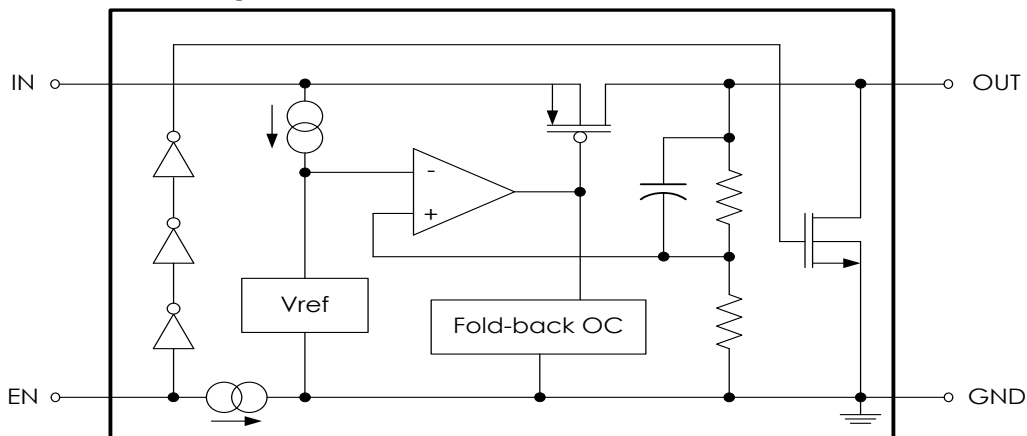 IN
OUT
-
+
Vref
Fold-back OC
EN
GND